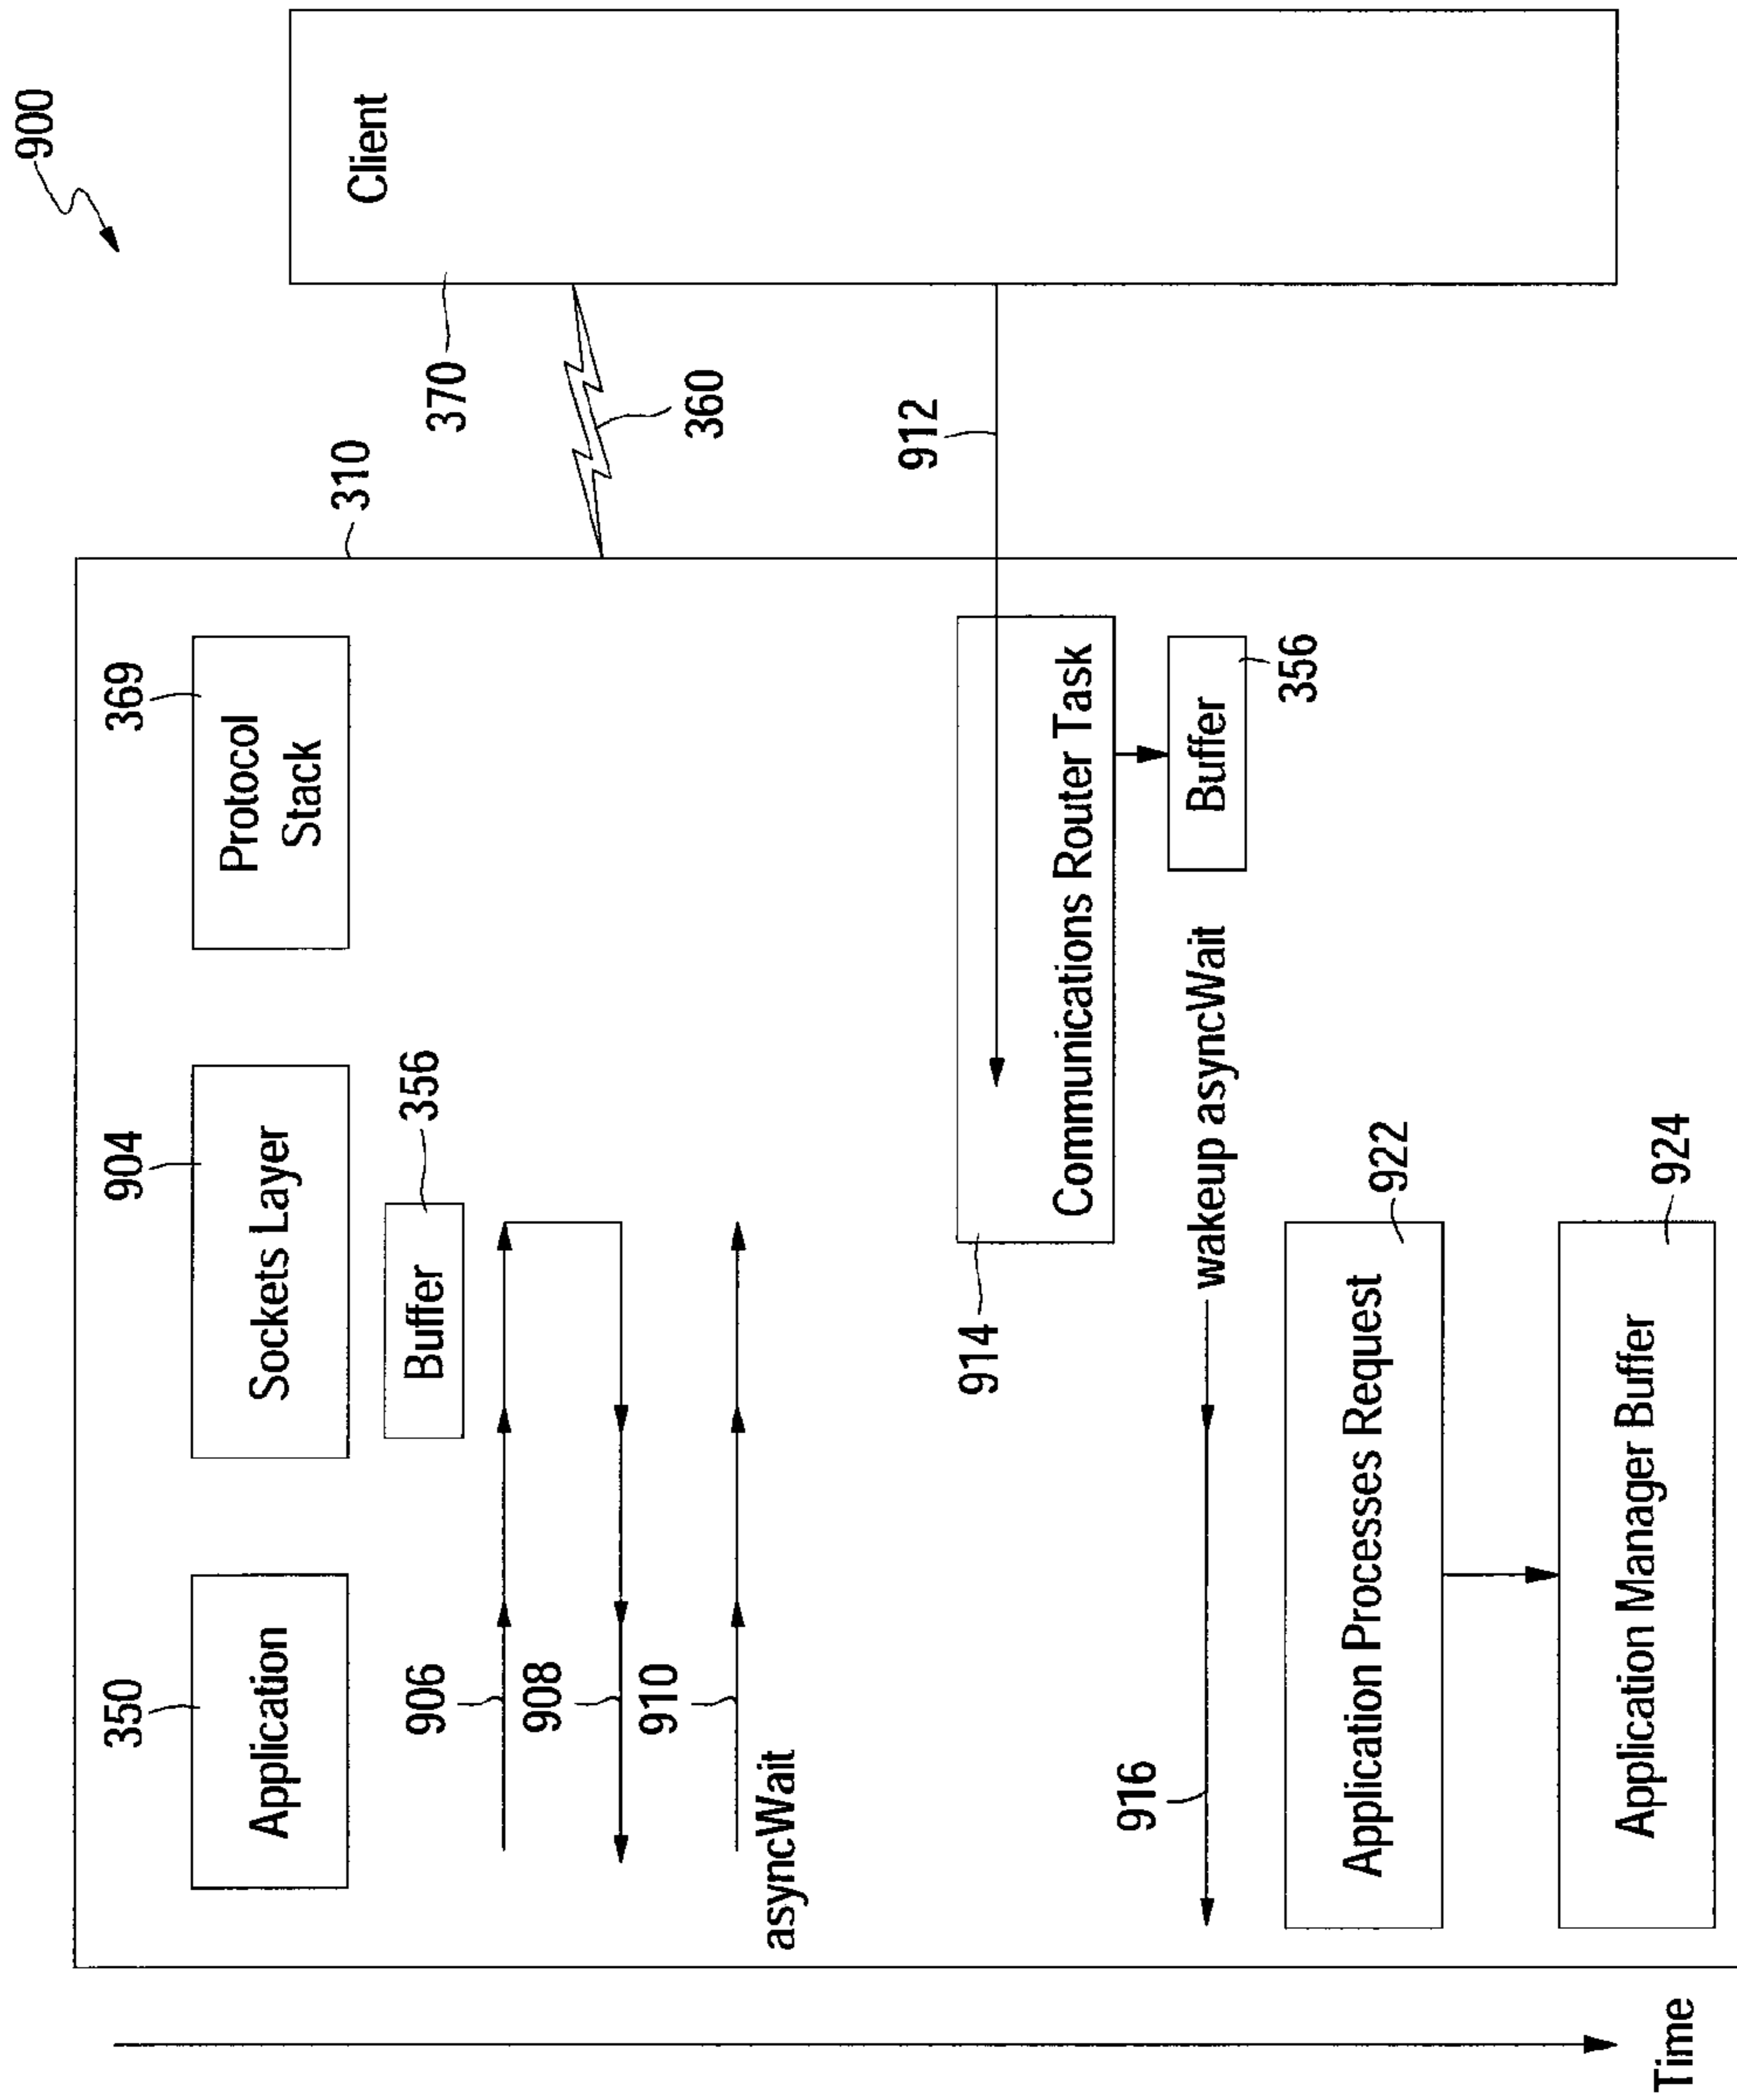 900
310
350
Application
904
Sockets Layer
369
Protocol
Stack
Client
370
356
Buffer
906
908
360
910
asyncWait
912
914
Communications Router Task
916
wakeup asyncWait
Buffer
356
922
Application Processes Request
924
Application Manager Buffer
Time